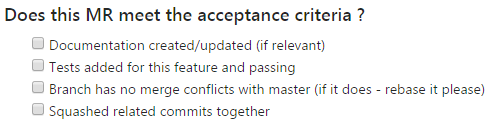 Does this MR meet the acceptance criteria ?
Documentation created/updated (if relevant)
Tests added for this feature and passing
Branch has no merge conflicts with master (if it does - rebase it please)
Squashed related commits together